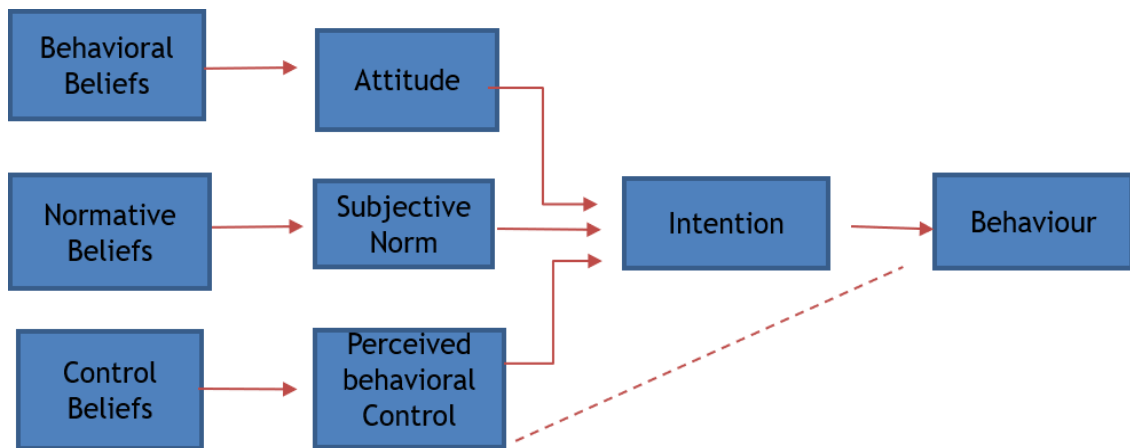 Behavioral
Beliefs
Attitude
Normative
Beliefs
Subjective
Norm
Intention
Behaviour
Control
Beliefs
Perceived
behavioral
Control